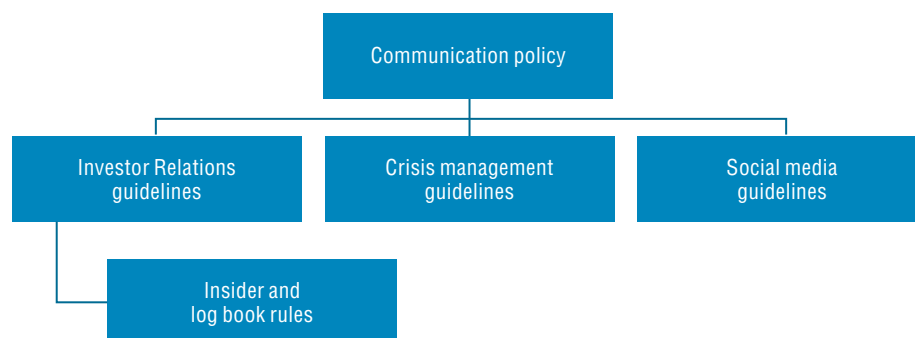 Communication policy
Investor Relations
guidelines
Crisis management
guidelines
Social media
guidelines
Insider and
log book rules